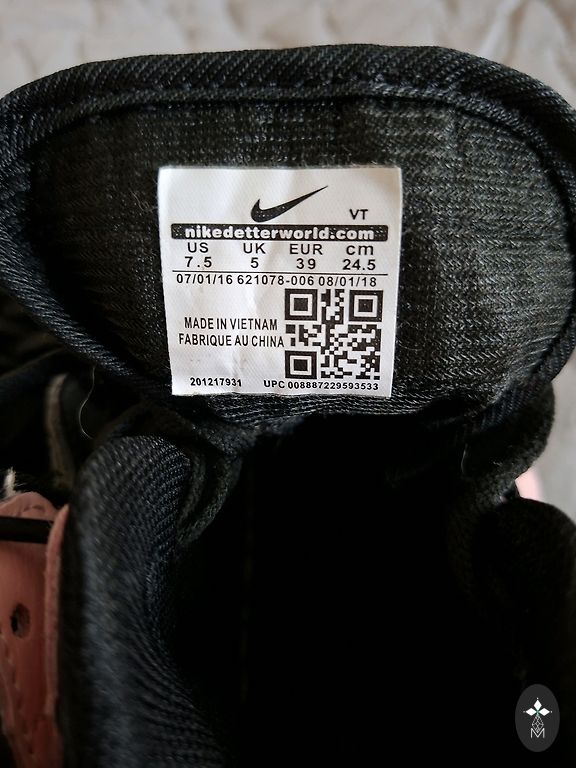 VT
nikedetterworld.com
US UK EUR cm
7.5 5 39 24.5
07/01/16 621078-006 08/01/18
MADE IN VIETNAM
FABRIQUE AU CHINA
201217931 UPC 008887229593533
M